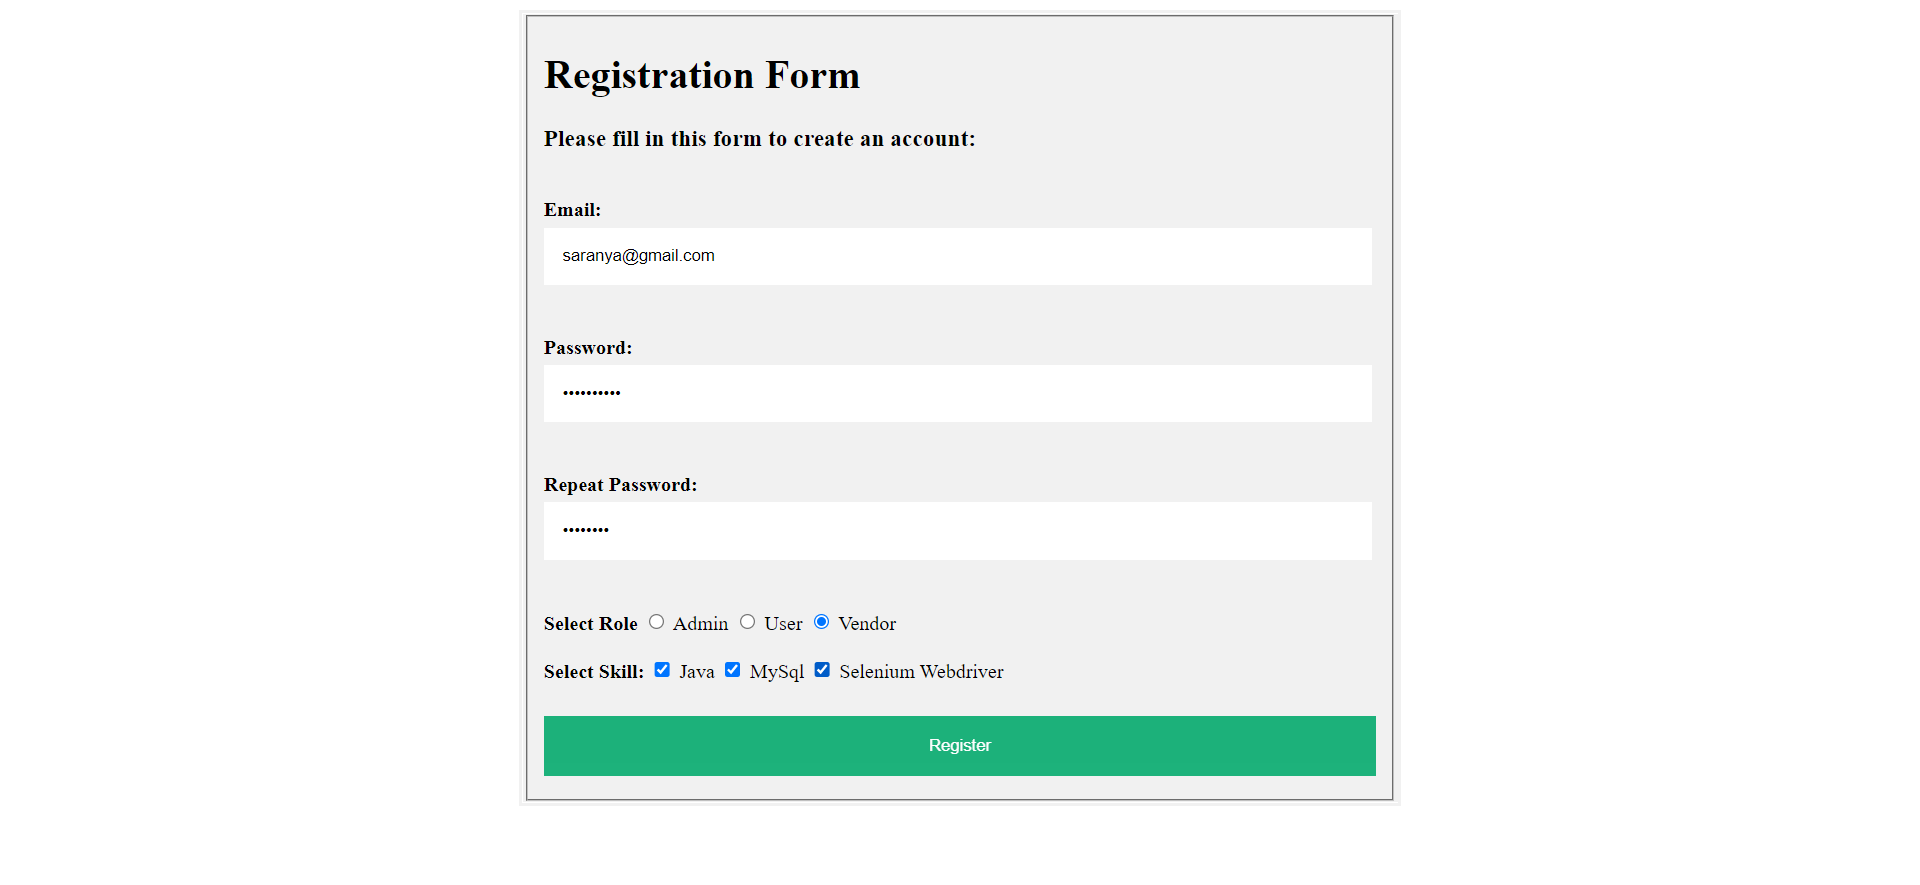 Registration Form
Please fill in this form to create an account:
Email:
saranya@gmail.com
Password:
••••••••••
Repeat Password:
••••••••
Select Role Admin User Vendor
Select Skill: Java MySql Selenium Webdriver
Register